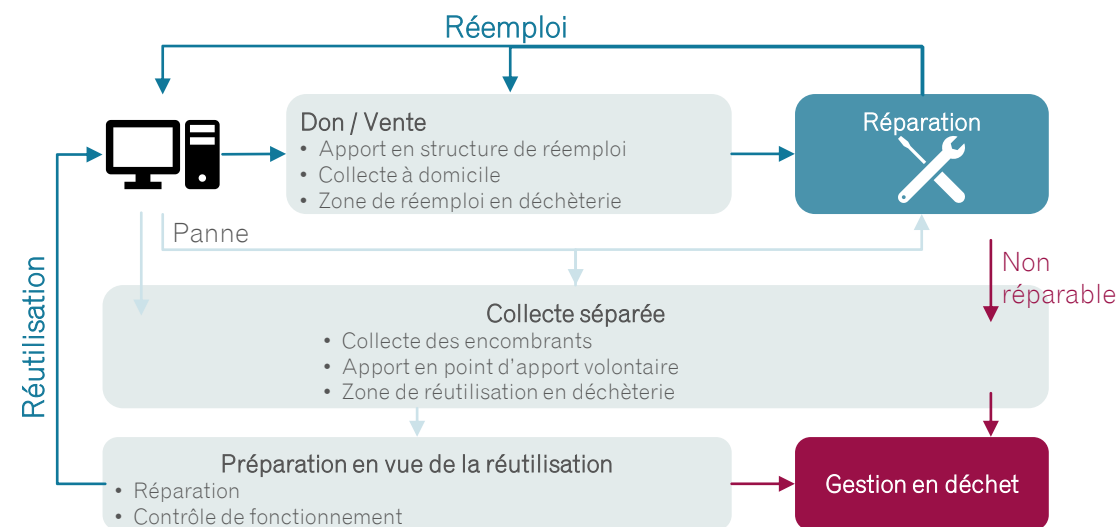 Réemploi
Don / Vente
• Apport en structure de réemploi
• Collecte à domicile
• Zone de réemploi en déchèterie
Réparation
Panne
Non
réparable
Réutilisation
Collecte séparée
• Collecte des encombrants
• Apport en point d’apport volontaire
• Zone de réutilisation en déchèterie
Préparation en vue de la réutilisation
• Réparation
• Contrôle de fonctionnement
Gestion en déchet